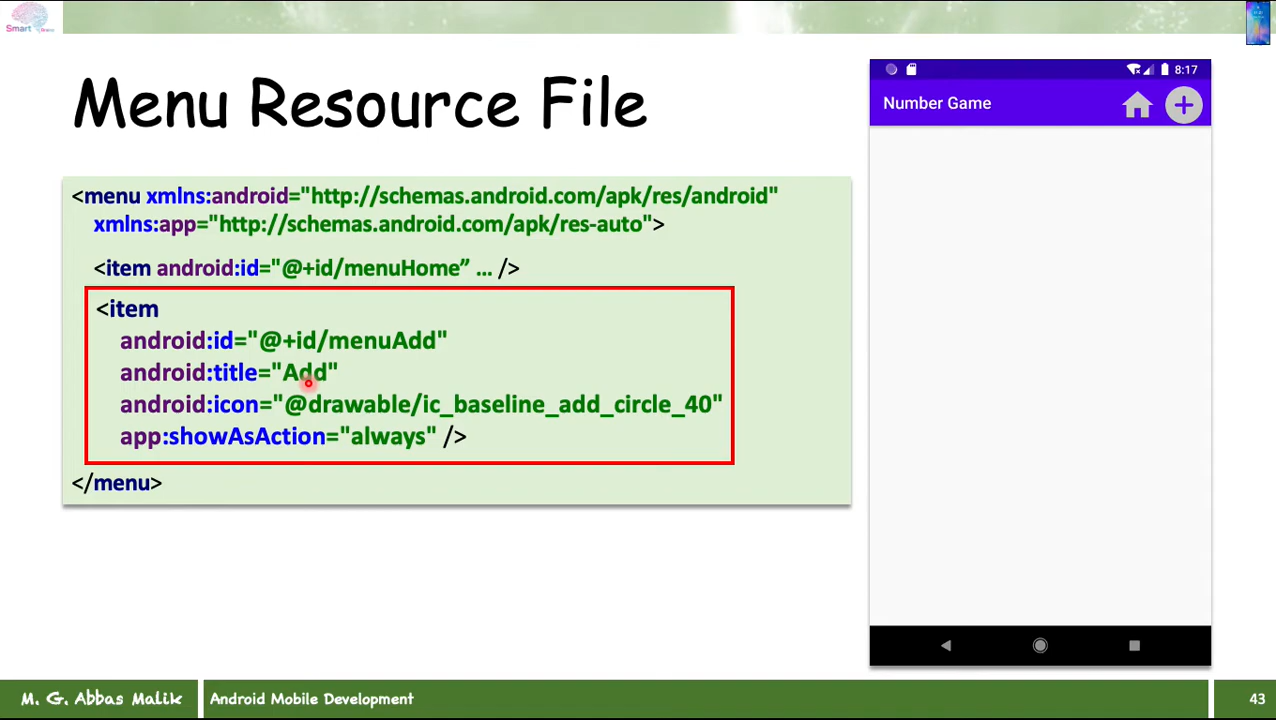 Smart
Menu Resource File
<menu xmlns:android="http://schemas.android.com/apk/res/android"
xmlns:app="http://schemas.android.com/apk/res-auto">
<item android:id="@+id/menuHome” ... />
<item
android:id="@+id/menuAdd"
android:title="Add"
android:icon="@drawable/ic_baseline_add_circle_40"
app:showAsAction="always" />
</menu>
8:17
Number Game
M. G. Abbas Malik
Android Mobile Development
43